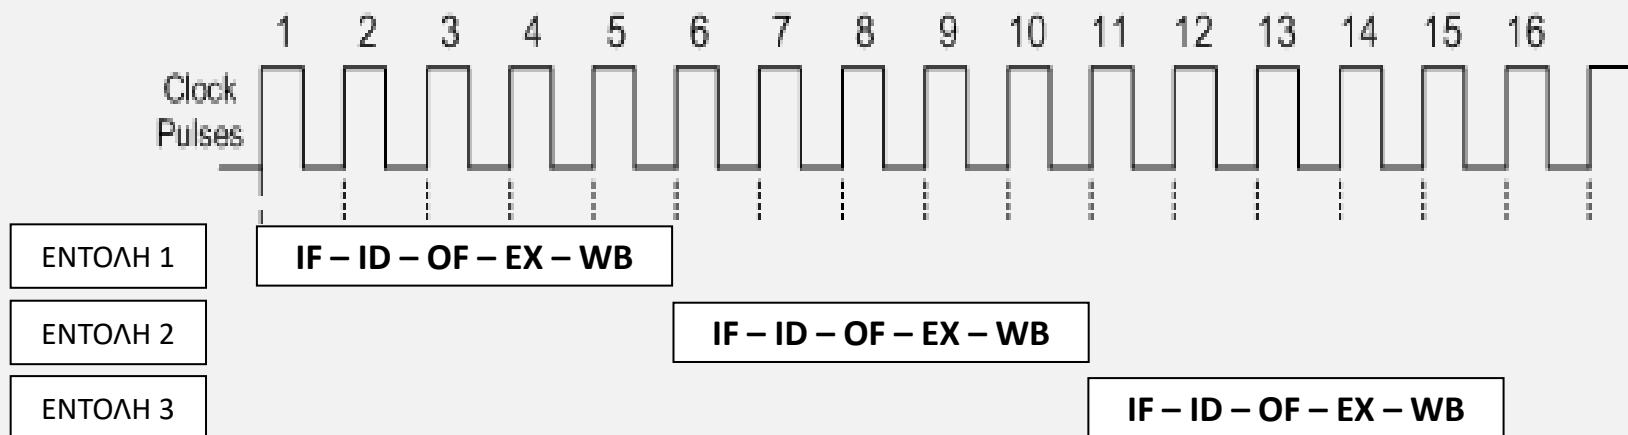 1 2 3 4 5 6 7 8 9 10 11 12 13 14 15 16
Clock
Pulses
ΕΝΤΟΛΗ 1
IF – ID – OF – EX – WB
ΕΝΤΟΛΗ 2
IF – ID – OF – EX – WB
ΕΝΤΟΛΗ 3
IF – ID – OF – EX – WB